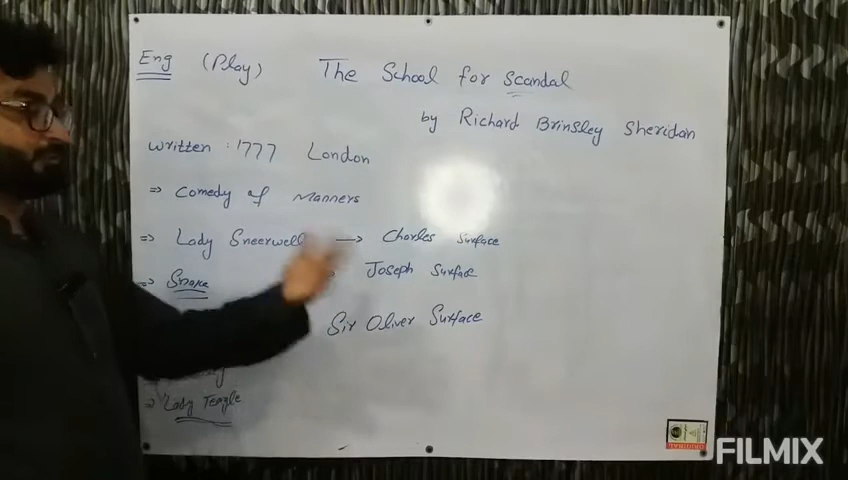 Eng (Play) The School for Scandal
by Richard Brinsley Sheridan
written : 1777 London
⇒ Comedy of Manners
⇒ Lady Sneerwell → Charles Surface
⇒ Snake Joseph Surface
Sir Oliver Surface
⇒ Lady Teazle
FILMIX